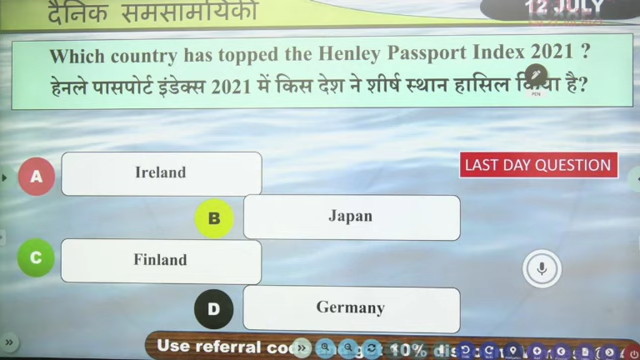 दैनिक समसामयिकी
12 JULY
Which country has topped the Henley Passport Index 2021 ?
हेनले पासपोर्ट इंडेक्स 2021 में किस देश ने शीर्ष स्थान हासिल किया है?
LAST DAY QUESTION
A Ireland
B Japan
C Finland
D Germany
Use referral 10%